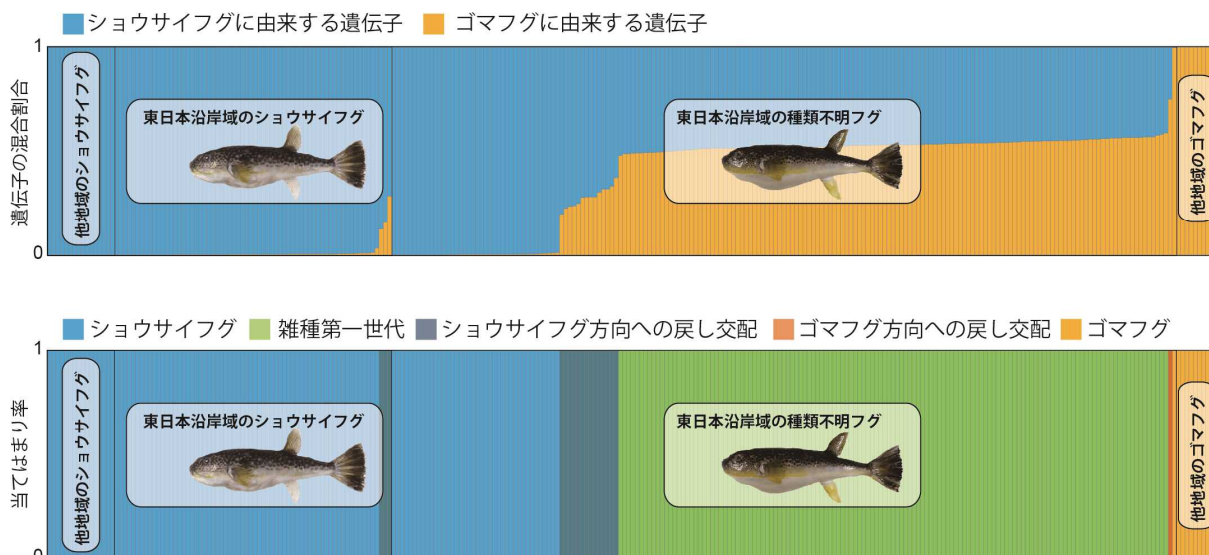 ショウサイフグに由来する遺伝子 ゴマフグに由来する遺伝子
1
遺伝子の混合割合
0
他地域のショウサイフグ
東日本沿岸域のショウサイフグ
東日本沿岸域の種類不明フグ
他地域のゴマフグ
ショウサイフグ 雑種第一世代 ショウサイフグ方向への戻し交配 ゴマフグ方向への戻し交配 ゴマフグ
1
当てはまり率
0
他地域のショウサイフグ
東日本沿岸域のショウサイフグ
東日本沿岸域の種類不明フグ
他地域のゴマフグ